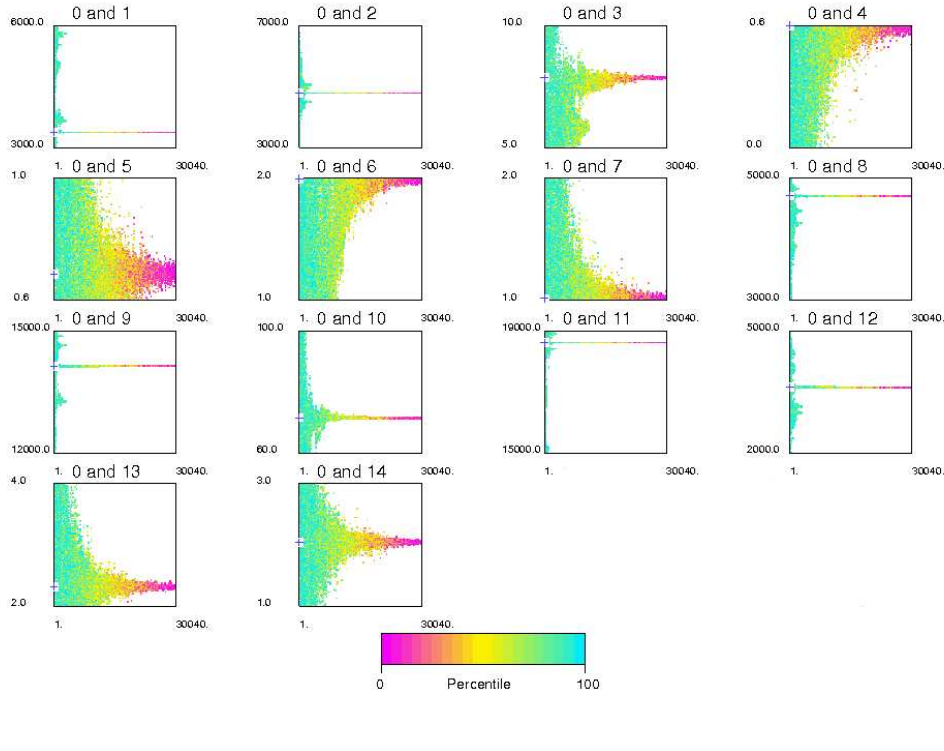 0 and 1 0 and 2 0 and 3 0 and 4
6000.0 7000.0 10.0 0.6
3000.0 3000.0 5.0 0.0
1. 30040. 1. 30040. 1. 30040. 1. 30040.
0 and 5 0 and 6 0 and 7 0 and 8
1.0 2.0 2.0 5000.0
0.6 1.0 1.0 3000.0
1. 30040. 1. 30040. 1. 30040. 1. 30040.
0 and 9 0 and 10 0 and 11 0 and 12
15000.0 100.0 19000.0 5000.0
12000.0 60.0 15000.0 2000.0
1. 30040. 1. 30040. 1. 30040. 1. 30040.
0 and 13 0 and 14
4.0 3.0
2.0 1.0
1. 30040. 1. 30040.
0 Percentile 100